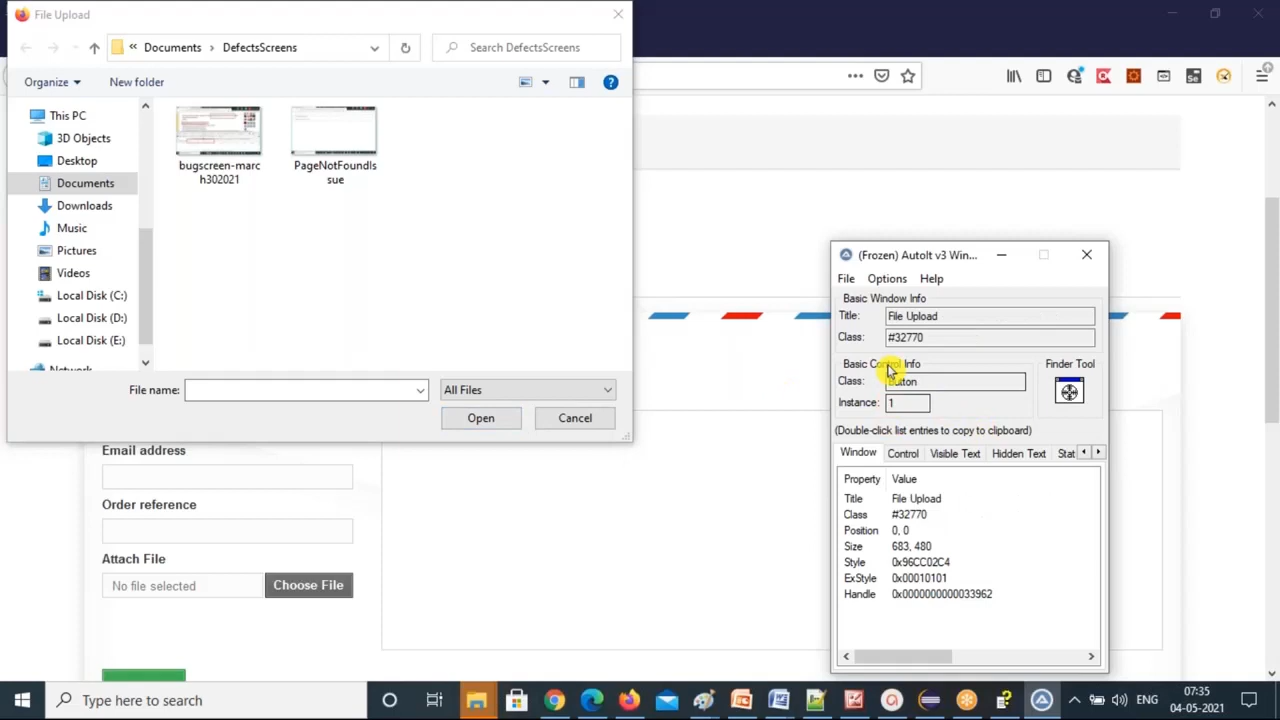 File Upload
Documents
DefectsScreens
Search DefectsScreens
Organize
New folder
This PC
3D Objects
Desktop
Documents
Downloads
Music
Pictures
Videos
Local Disk (C:)
Local Disk (D:)
Local Disk (E:)
Network
bugscreen-marc
h302021
PageNotFoundIs
sue
File name:
All Files
Open
Cancel
Email address
Order reference
Attach File
No file selected
Choose File
(Frozen) AutoIt v3 Win...
File
Options
Help
Basic Window Info
Title:
File Upload
Class:
#32770
Basic Control Info
Finder Tool
Class:
Button
Instance:
1
(Double-click list entries to copy to clipboard)
Window
Control
Visible Text
Hidden Text
Stat
Property
Value
Title
File Upload
Class
#32770
Position
0, 0
Size
683, 480
Style
0x96CC02C4
ExStyle
0x00010101
Handle
0x0000000000033962
Type here to search
ENG
07:35
04-05-2021